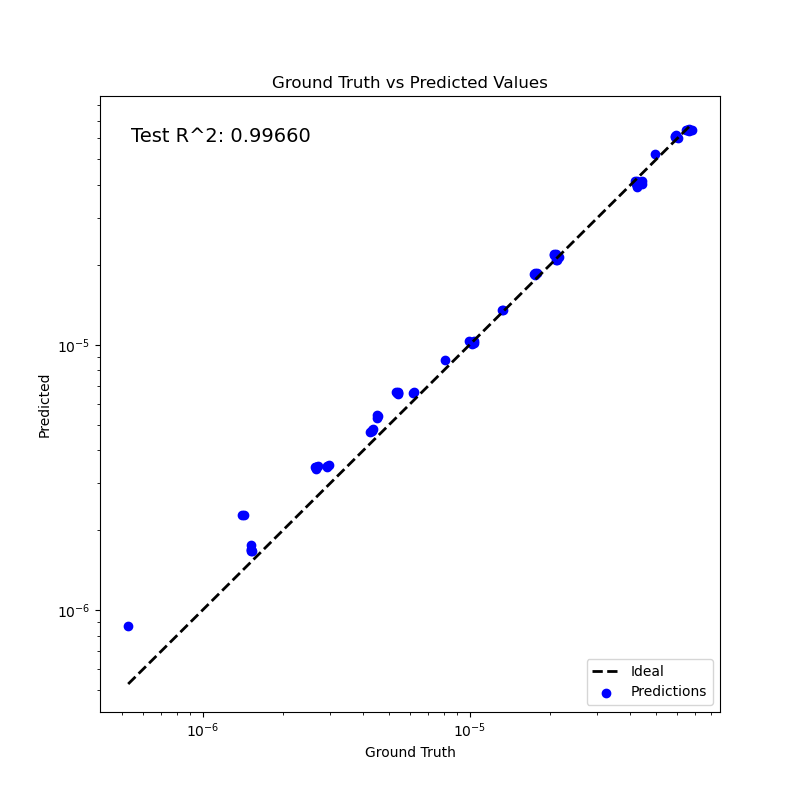 Ground Truth vs Predicted Values
Test R^2: 0.99660
Predicted
10⁻⁵
10⁻⁶
Ideal
Predictions
10⁻⁶
10⁻⁵
Ground Truth